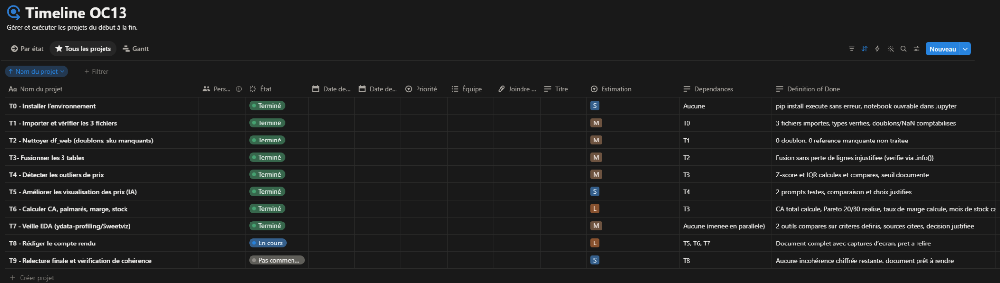 Timeline OC13
Gérer et exécuter les projets du début à la fin.
Par état Tous les projets Gantt Nouveau
Nom du projet + Filtrer
Aa Nom du projet Pers... État Date de... Date de... Priorité Équipe Joindre ... Titre Estimation Dependances Definition of Done
T0 - Installer l'environnement Terminé S Aucune pip install execute sans erreur, notebook ouvrable dans Jupyter
T1 - Importer et vérifier les 3 fichiers Terminé M T0 3 fichiers importes, types verifies, doublons/NaN comptabilises
T2 - Nettoyer df_web (doublons, sku manquants) Terminé M T1 0 doublon, 0 reference manquante non traitee
T3- Fusionner les 3 tables Terminé M T2 Fusion sans perte de lignes injustifiee (verifie via .info())
T4 - Détecter les outliers de prix Terminé M T3 Z-score et IQR calcules et compares, seuil documente
T5 - Améliorer les visualisation des prix (IA) Terminé S T4 2 prompts testes, comparaison et choix justifies
T6 - Calculer CA, palmarès, marge, stock Terminé L T3 CA total calcule, Pareto 20/80 realise, taux de marge calcule, mois de stock ca
T7 - Veille EDA (ydata-profiling/Sweetviz) Terminé M Aucune (menee en parallele) 2 outils compares sur criteres definis, sources citees, decision justifiee
T8 - Rédiger le compte rendu En cours L T5, T6, T7 Document complet avec captures d'ecran, pret a relire
T9 - Relecture finale et vérification de cohérence Pas commen... S T8 Aucune incohérence chiffrée restante, document prêt à rendre
+ Créer projet